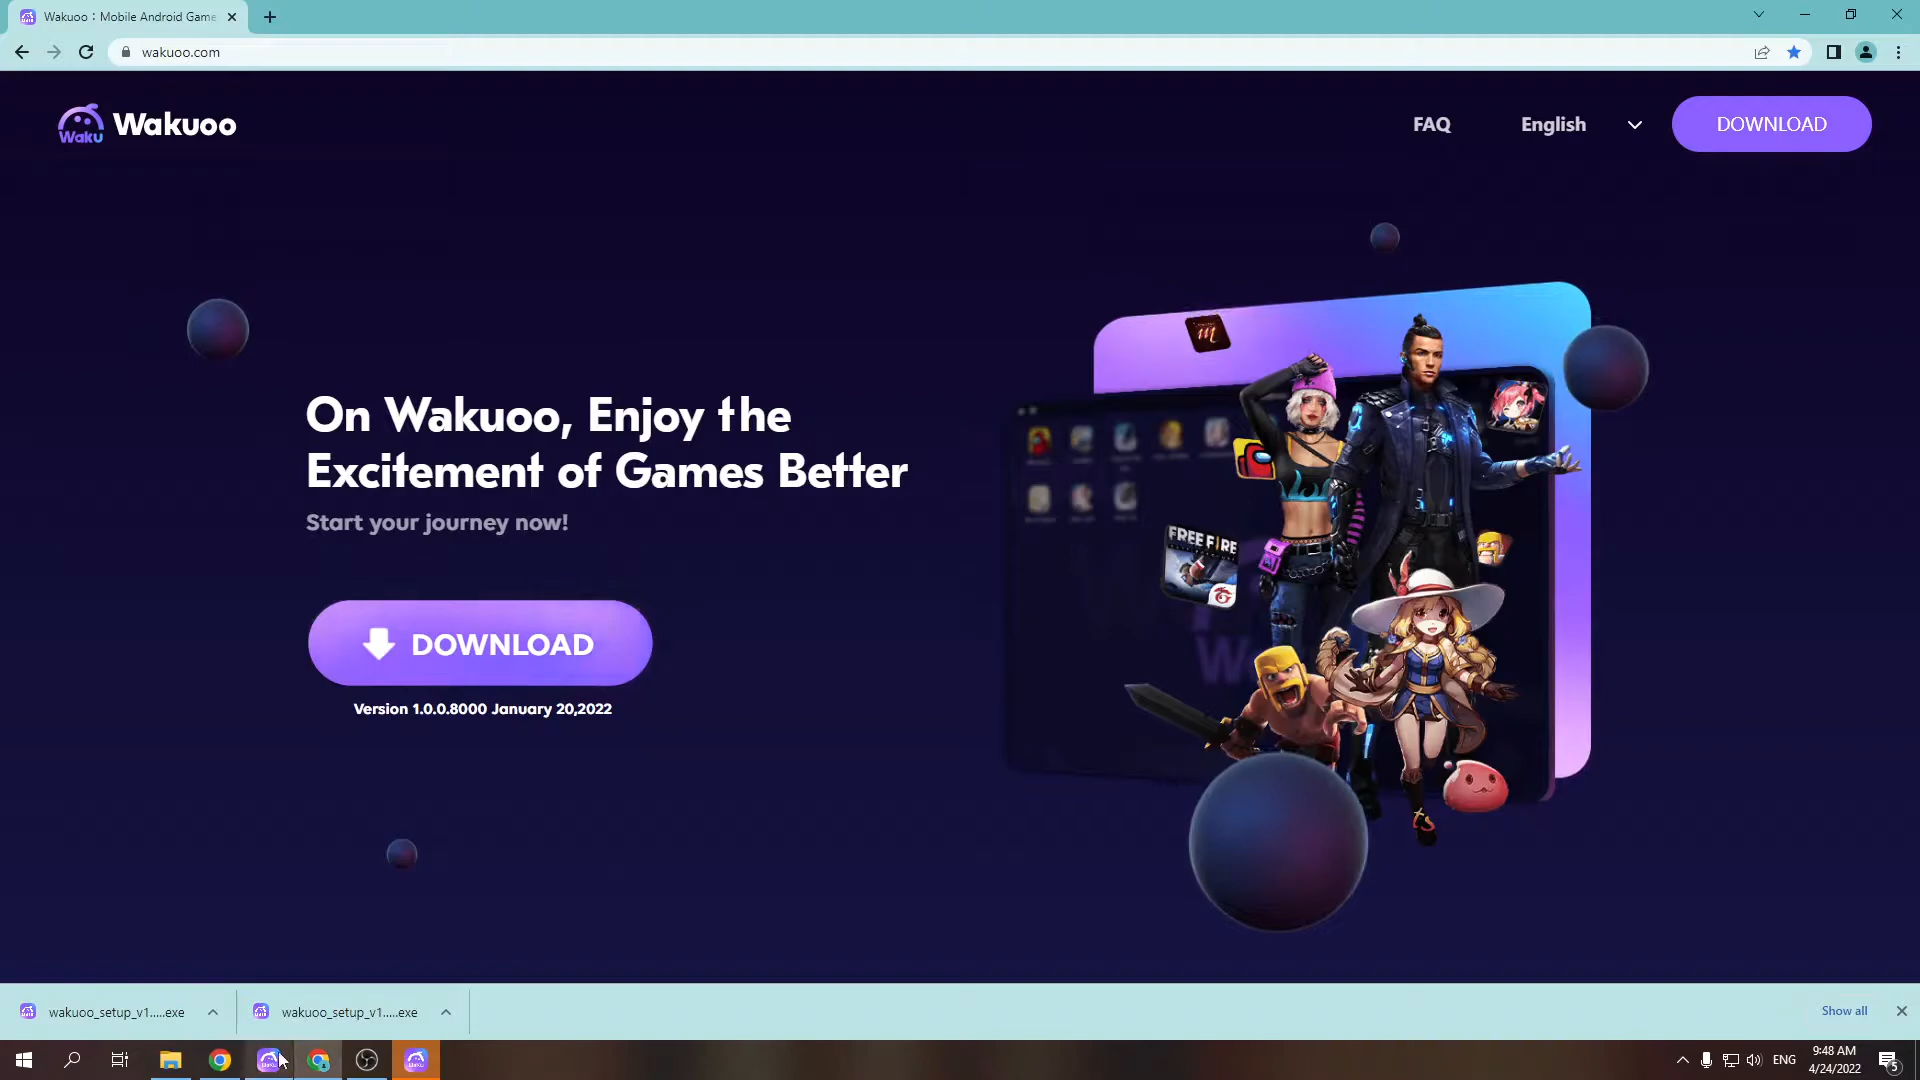 Wakuoo : Mobile Android Game
wakuoo.com
Waku
Wakuoo
FAQ
English
DOWNLOAD
On Wakuoo, Enjoy the
Excitement of Games Better
Start your journey now!
FREE FIRE
DOWNLOAD
Version 1.0.0.8000 January 20,2022
wakuoo_setup_v1.....exe
wakuoo_setup_v1.....exe
Show all
ENG
9:48 AM
4/24/2022
5